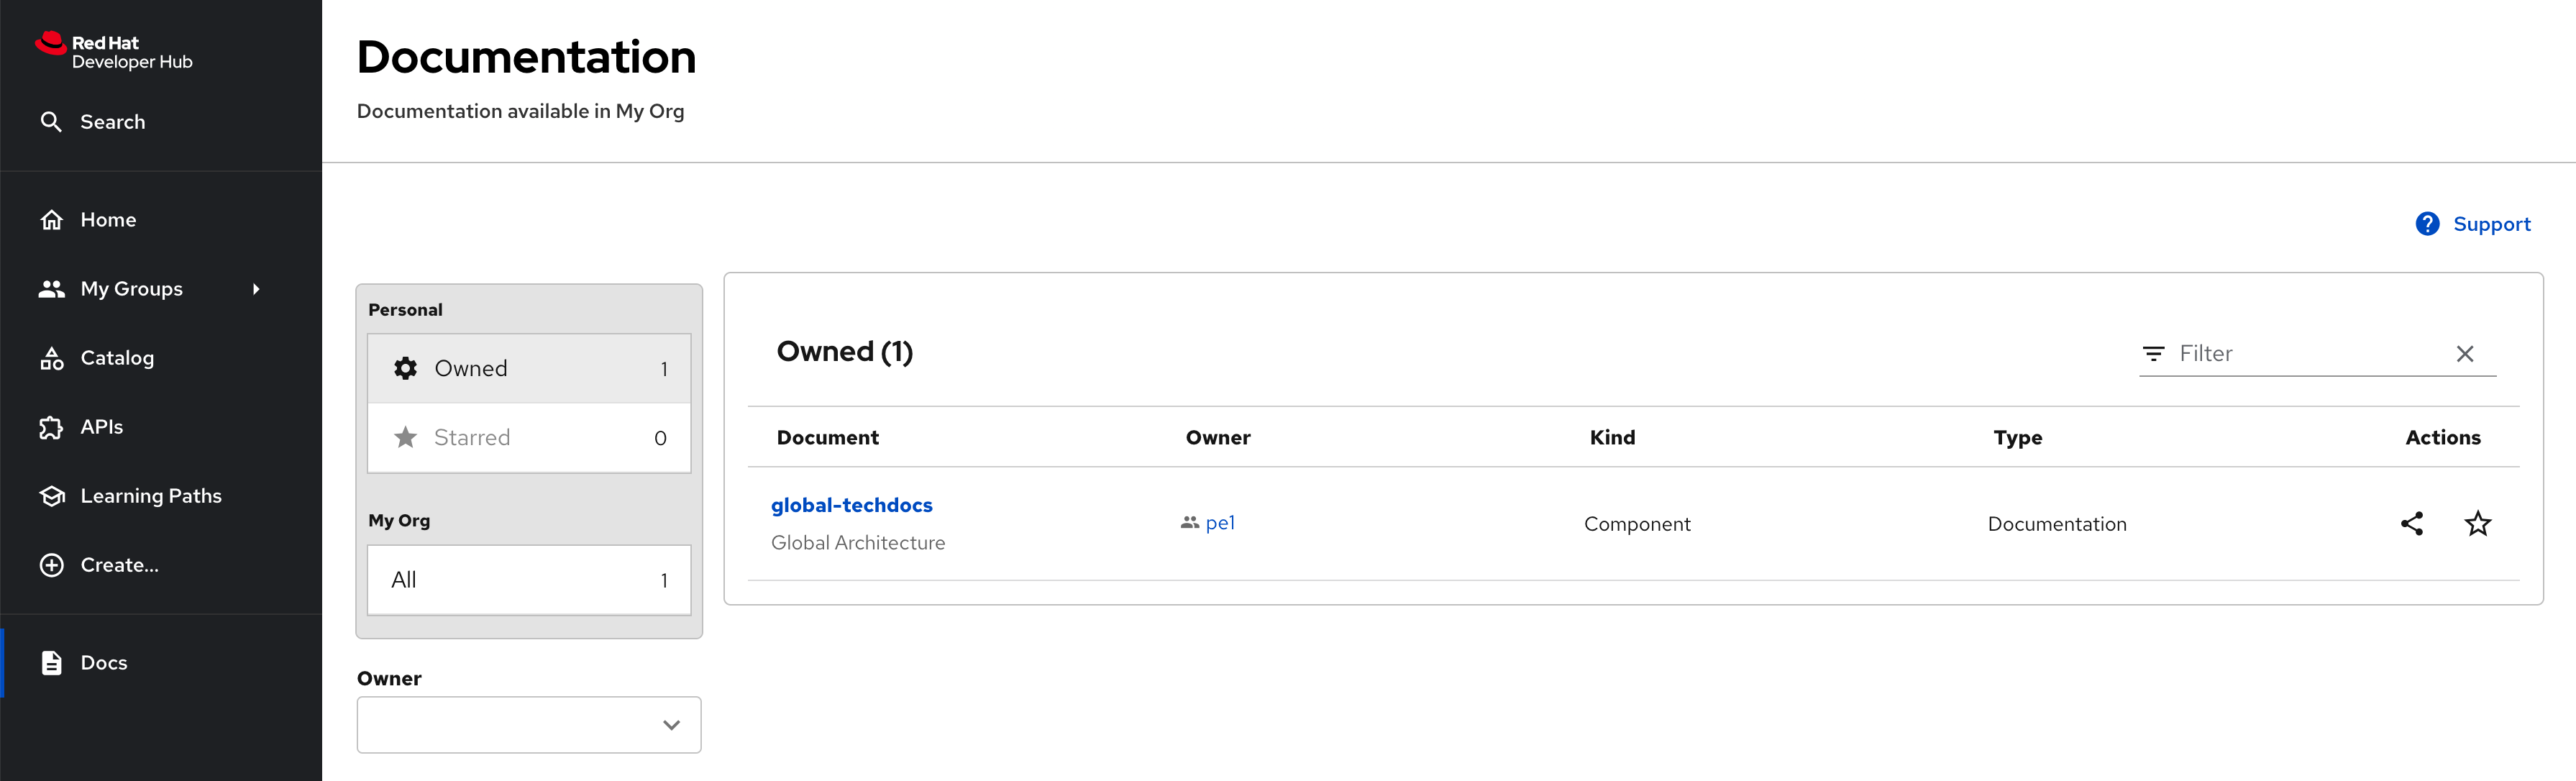 Red Hat
Developer Hub
Search
Home
My Groups
Catalog
APIs
Learning Paths
Create...
Docs
Documentation
Documentation available in My Org
Support
Personal
Owned 1
Starred 0
My Org
All 1
Owner
Owned (1)
Filter
Document Owner Kind Type Actions
global-techdocs
Global Architecture
pe1
Component
Documentation